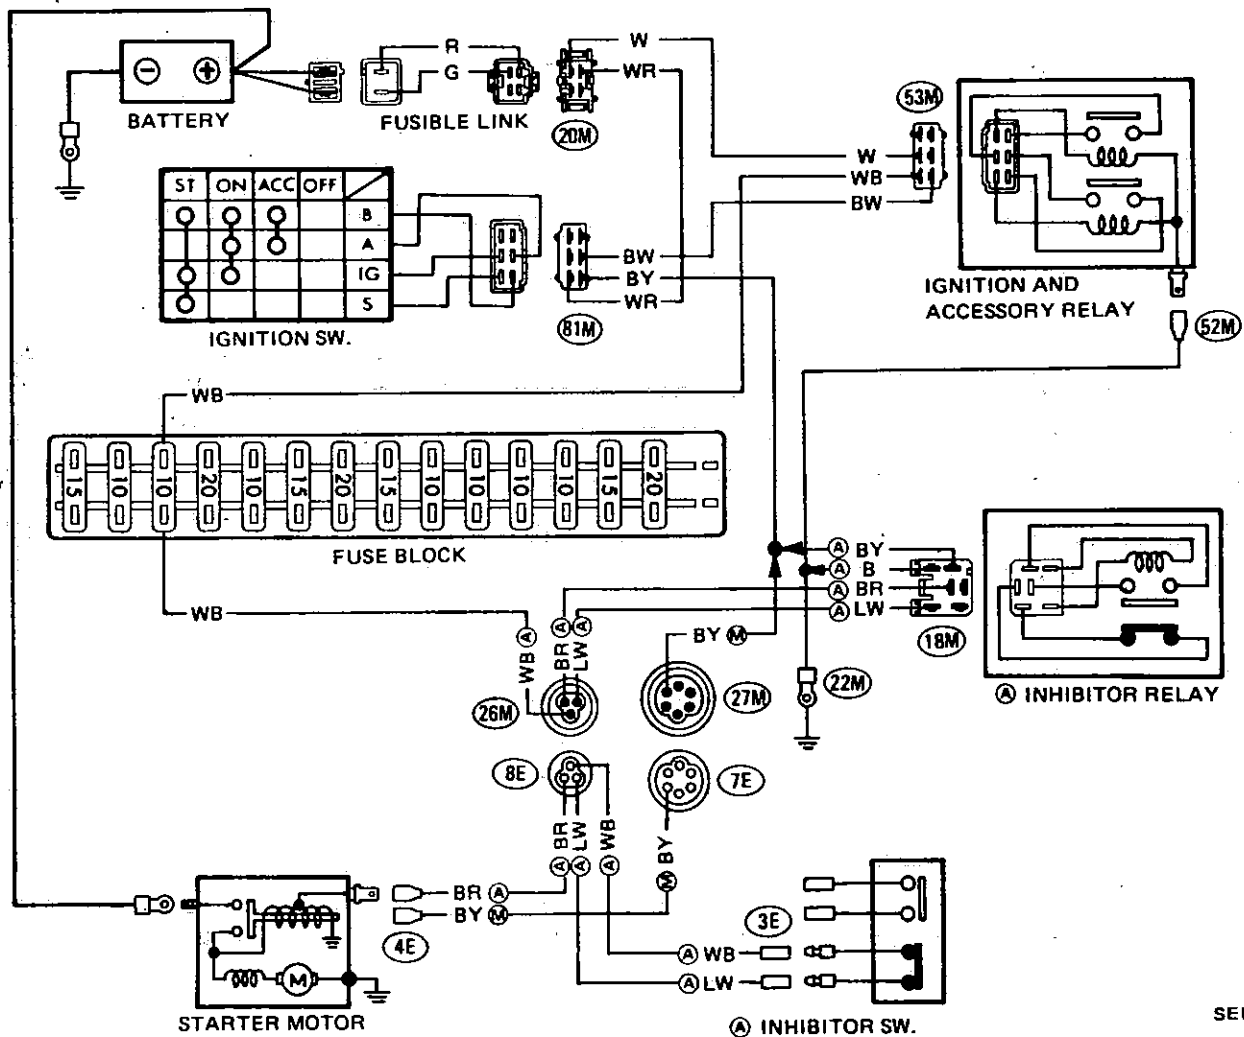 R
W
G
WR
BATTERY
FUSIBLE LINK
20M
53M
W
WB
BW
ST ON ACC OFF
B
A
IG
S
BW
BY
WR
IGNITION SW.
81M
IGNITION AND
ACCESSORY RELAY
52M
WB
15 10 10 20 10 15 20 15 10 10 10 10 15 20
FUSE BLOCK
A BY
A B
A BR
A LW
18M
WB
WB A
BR A
LW A
BY M
26M
27M
22M
A INHIBITOR RELAY
8E
7E
BR A
LW A
WB A
BY M
BR A
BY M
4E
3E
A WB
A LW
M
STARTER MOTOR
A INHIBITOR SW.